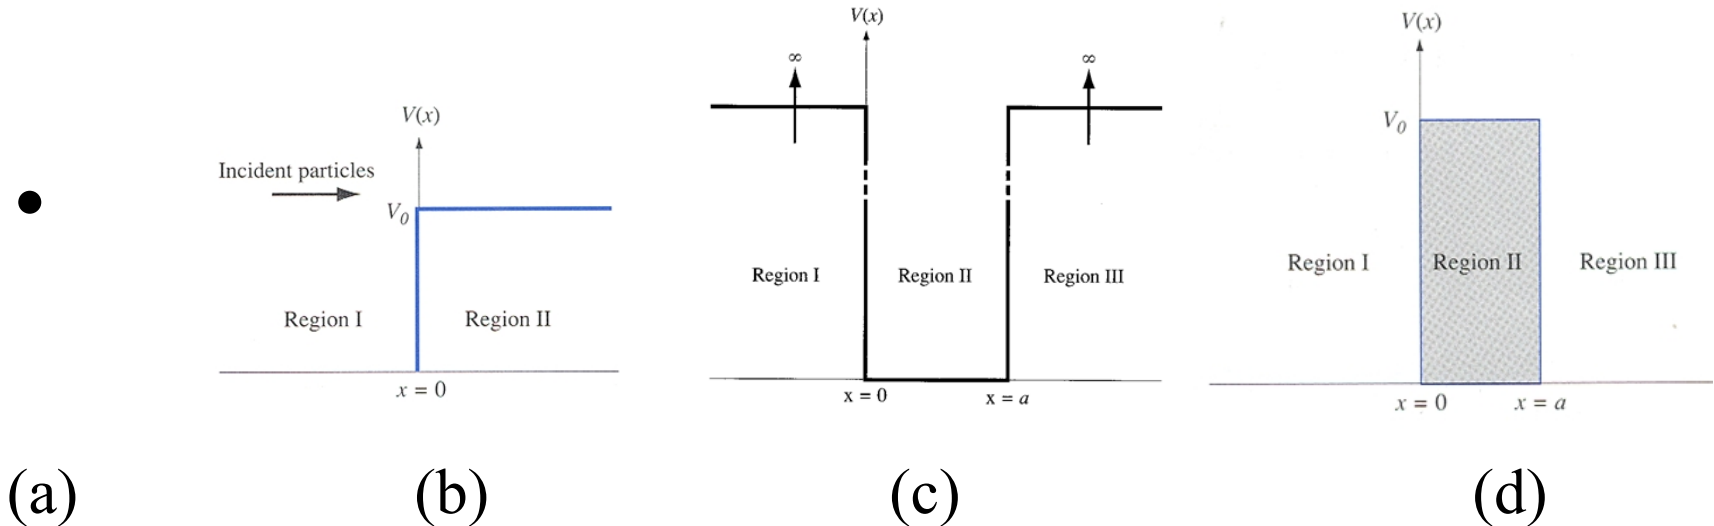 V(x)
Incident particles
V0
Region I
Region II
x = 0
(b)
V(x)
∞
∞
Region I
Region II
Region III
x = 0
x = a
(c)
V(x)
V0
Region I
Region II
Region III
x = 0
x = a
(d)
(a)